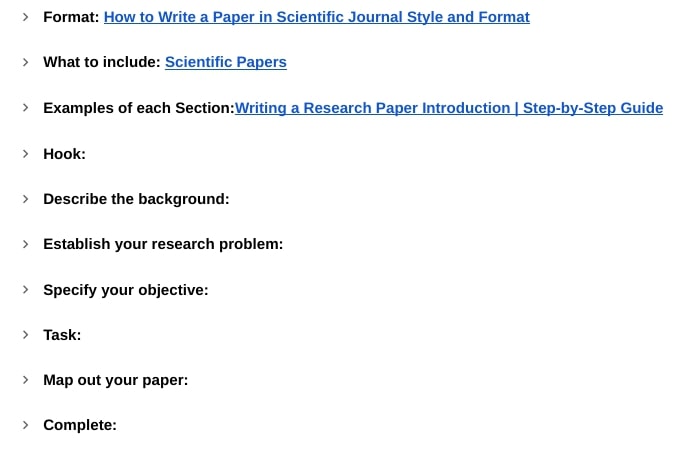 Format: How to Write a Paper in Scientific Journal Style and Format
What to include: Scientific Papers
Examples of each Section:Writing a Research Paper Introduction | Step-by-Step Guide
Hook:
Describe the background:
Establish your research problem:
Specify your objective:
Task:
Map out your paper:
Complete: